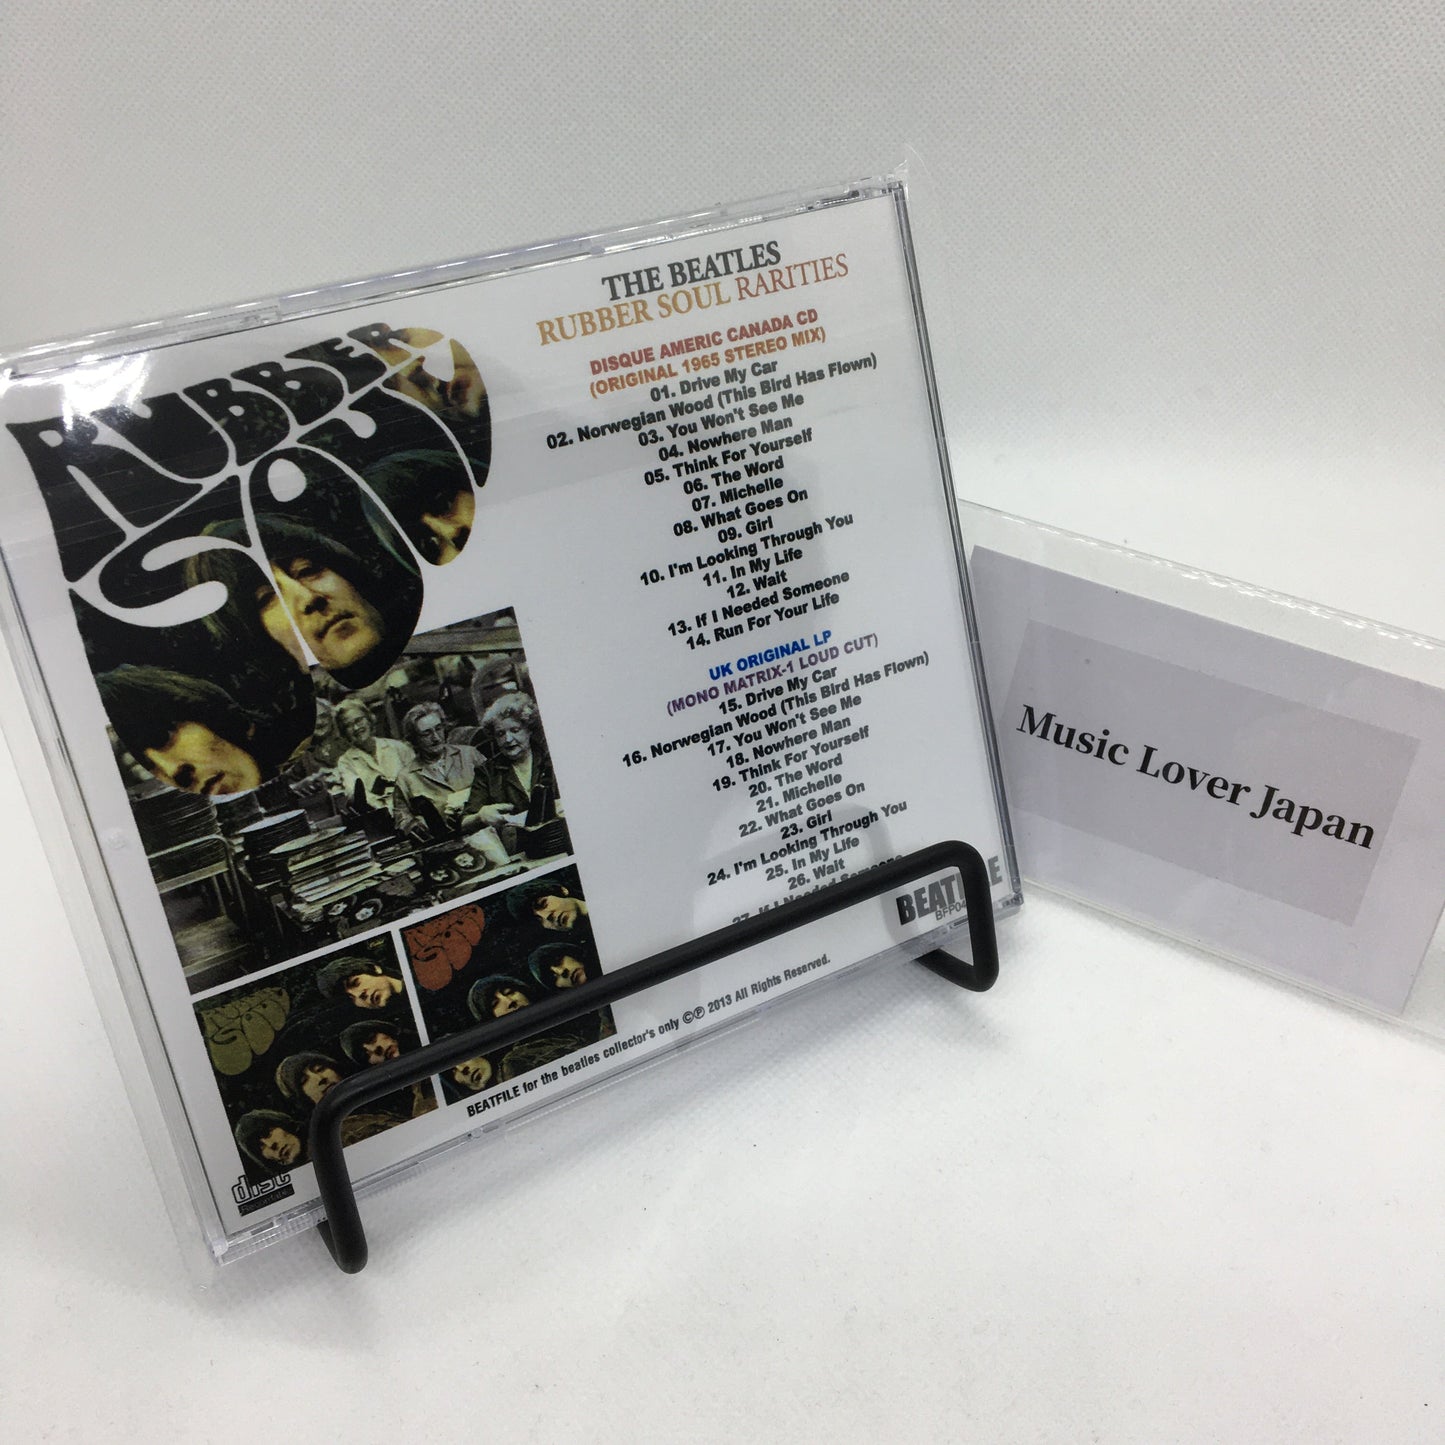 RUBBER
SOUL
THE BEATLES
RUBBER SOUL RARITIES
DISQUE AMERIC CANADA CD
(ORIGINAL 1965 STEREO MIX)
01. Drive My Car
02. Norwegian Wood (This Bird Has Flown)
03. You Won't See Me
04. Nowhere Man
05. Think For Yourself
06. The Word
07. Michelle
08. What Goes On
09. Girl
10. I'm Looking Through You
11. In My Life
12. Wait
13. If I Needed Someone
14. Run For Your Life
UK ORIGINAL LP
(MONO MATRIX-1 LOUD CUT)
15. Drive My Car
16. Norwegian Wood (This Bird Has Flown)
17. You Won't See Me
18. Nowhere Man
19. Think For Yourself
20. The Word
21. Michelle
22. What Goes On
23. Girl
24. I'm Looking Through You
25. In My Life
26. Wait
27. If I Needed Someone
BEATFILE for the beatles collector's only ©℗ 2013 All Rights Reserved.
disc
Recordable
Music Lover Japan